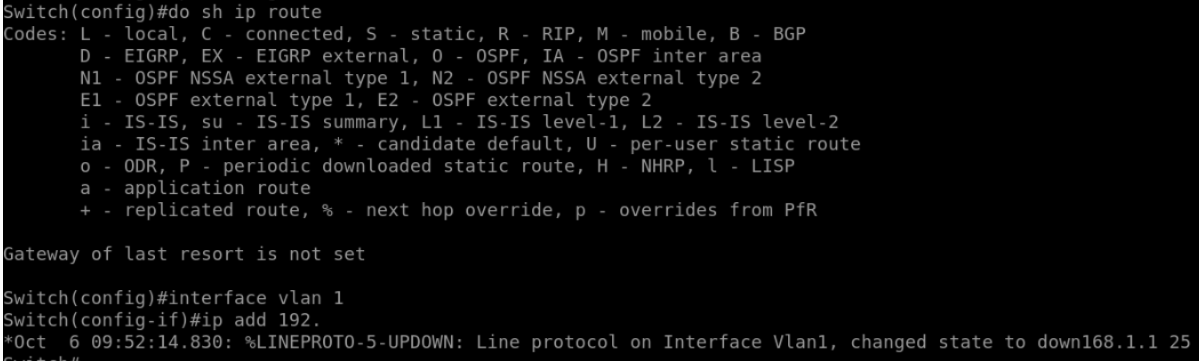 Switch(config)#do sh ip route
Codes: L - local, C - connected, S - static, R - RIP, M - mobile, B - BGP
D - EIGRP, EX - EIGRP external, O - OSPF, IA - OSPF inter area
N1 - OSPF NSSA external type 1, N2 - OSPF NSSA external type 2
E1 - OSPF external type 1, E2 - OSPF external type 2
i - IS-IS, su - IS-IS summary, L1 - IS-IS level-1, L2 - IS-IS level-2
ia - IS-IS inter area, * - candidate default, U - per-user static route
o - ODR, P - periodic downloaded static route, H - NHRP, l - LISP
a - application route
+ - replicated route, % - next hop override, p - overrides from PfR
Gateway of last resort is not set
Switch(config)#interface vlan 1
Switch(config-if)#ip add 192.
*Oct  6 09:52:14.830: %LINEPROTO-5-UPDOWN: Line protocol on Interface Vlan1, changed state to down168.1.1 25